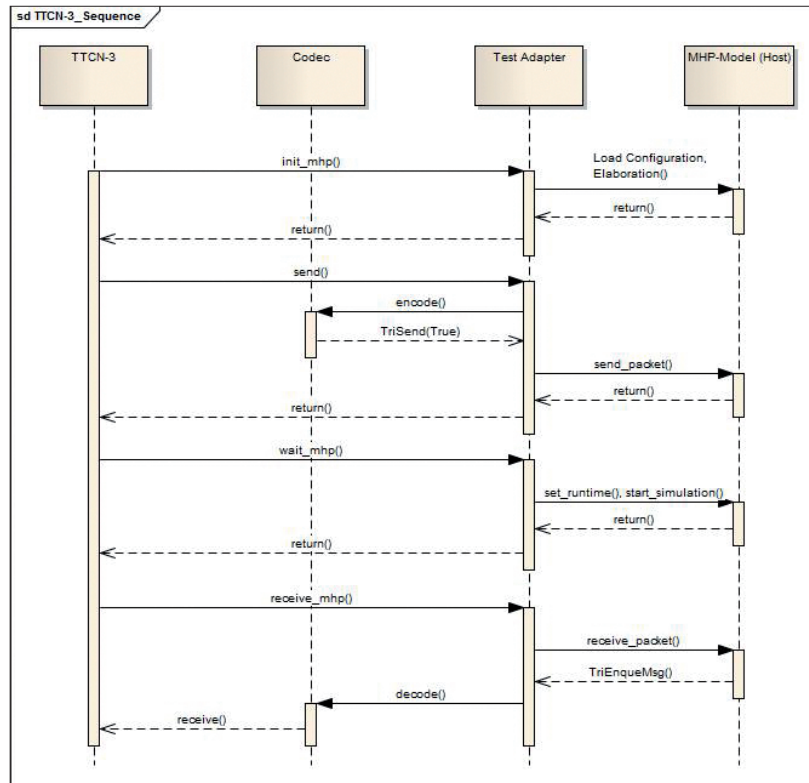 sd TTCN-3_Sequence
TTCN-3
Codec
Test Adapter
MHP-Model (Host)
init_mhp()
Load Configuration,
Elaboration()
return()
return()
send()
encode()
TriSend(True)
send_packet()
return()
return()
wait_mhp()
set_runtime(), start_simulation()
return()
return()
receive_mhp()
receive_packet()
TriEnqueMsg()
decode()
receive()